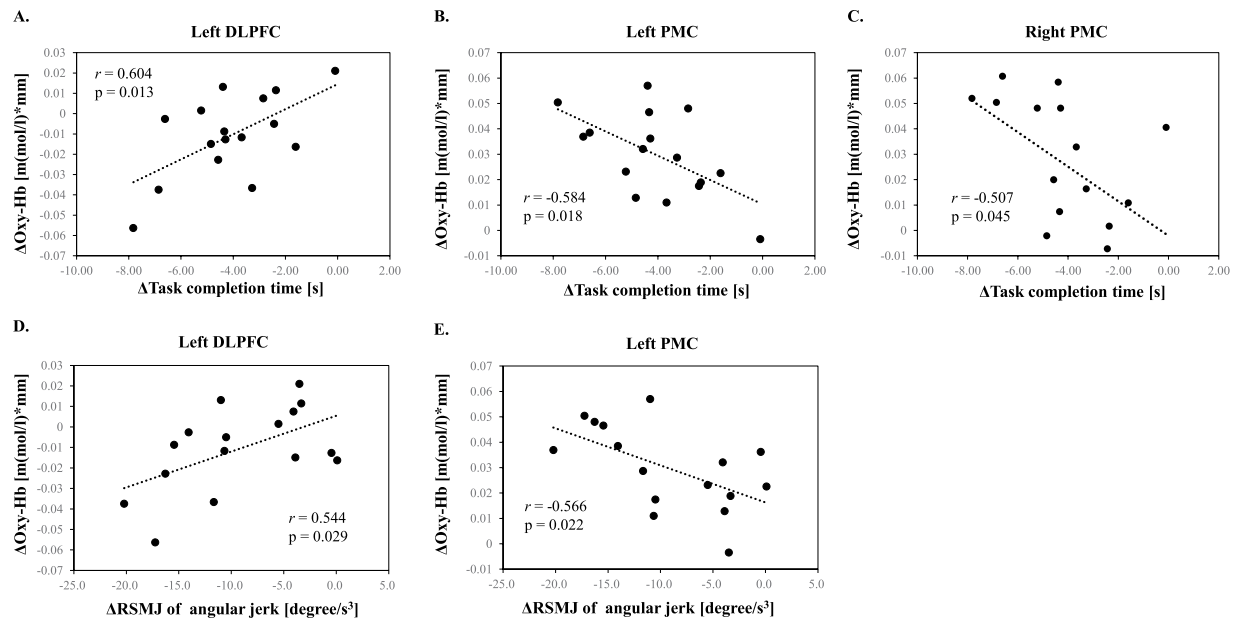 A.
Left DLPFC
ΔOxy-Hb [m(mol/l)*mm]
0.03
0.02
0.01
0
-0.01
-0.02
-0.03
-0.04
-0.05
-0.06
-0.07
r = 0.604
p = 0.013
-10.00 -8.00 -6.00 -4.00 -2.00 0.00 2.00
ΔTask completion time [s]
B.
Left PMC
ΔOxy-Hb [m(mol/l)*mm]
0.07
0.06
0.05
0.04
0.03
0.02
0.01
0
-0.01
r = -0.584
p = 0.018
-10.00 -8.00 -6.00 -4.00 -2.00 0.00 2.00
ΔTask completion time [s]
C.
Right PMC
ΔOxy-Hb [m(mol/l)*mm]
0.07
0.06
0.05
0.04
0.03
0.02
0.01
0
-0.01
r = -0.507
p = 0.045
-10.00 -8.00 -6.00 -4.00 -2.00 0.00 2.00
ΔTask completion time [s]
D.
Left DLPFC
ΔOxy-Hb [m(mol/l)*mm]
0.03
0.02
0.01
0
-0.01
-0.02
-0.03
-0.04
-0.05
-0.06
-0.07
r = 0.544
p = 0.029
-25.0 -20.0 -15.0 -10.0 -5.0 0.0 5.0
ΔRSMJ of angular jerk [degree/s³]
E.
Left PMC
ΔOxy-Hb [m(mol/l)*mm]
0.07
0.06
0.05
0.04
0.03
0.02
0.01
0
-0.01
r = -0.566
p = 0.022
-25.0 -20.0 -15.0 -10.0 -5.0 0.0 5.0
ΔRSMJ of angular jerk [degree/s³]